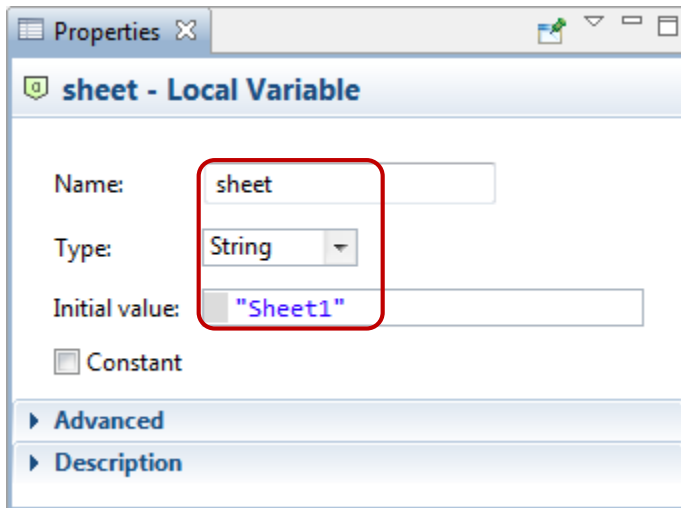 Properties
sheet - Local Variable
Name: sheet
Type: String
Initial value: "Sheet1"
Constant
Advanced
Description